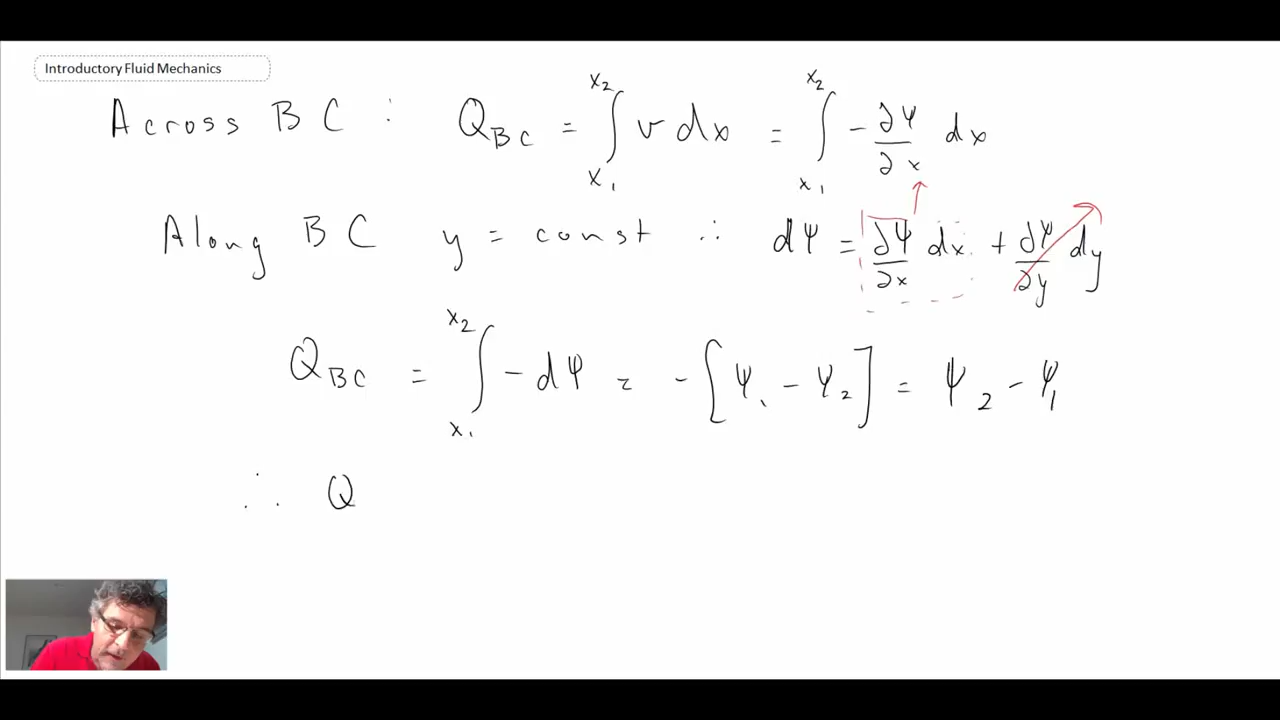 Introductory Fluid Mechanics
Across BC : Q_BC = ∫_{x₁}^{x₂} v dx = ∫_{x₁}^{x₂} - ∂ψ/∂x dx
Along BC y = const ∴ dψ = ∂ψ/∂x dx + ∂ψ/∂y dy
Q_BC = ∫_{x₁}^{x₂} - dψ = - [ψ₁ - ψ₂] = ψ₂ - ψ₁
∴ Q